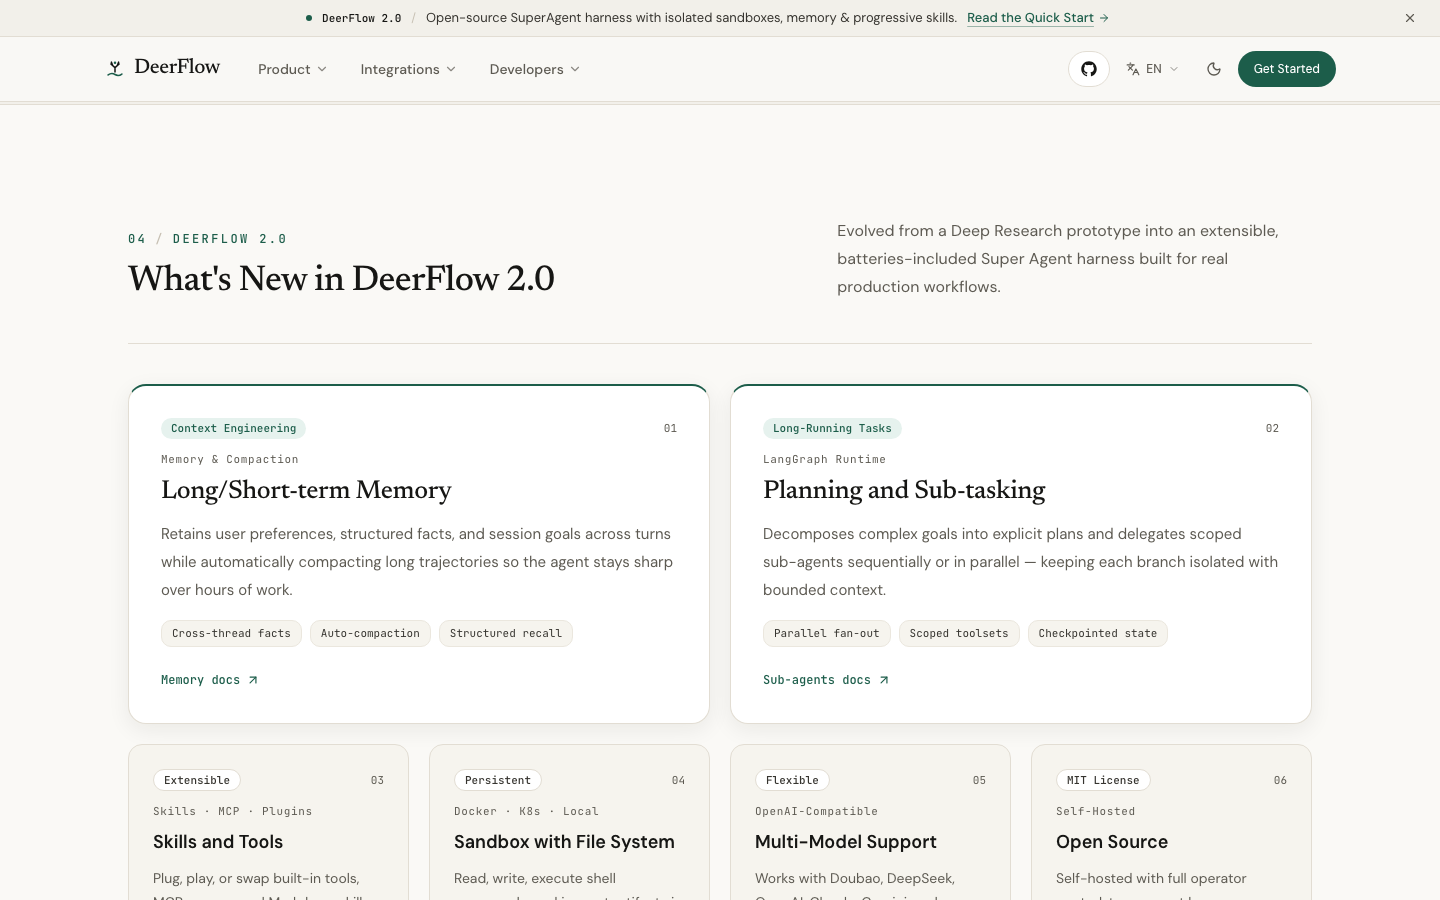 DeerFlow 2.0 / Open-source SuperAgent harness with isolated sandboxes, memory & progressive skills. Read the Quick Start →
DeerFlow Product Integrations Developers EN Get Started
04 / DEERFLOW 2.0
What's New in DeerFlow 2.0
Evolved from a Deep Research prototype into an extensible,
batteries-included Super Agent harness built for real
production workflows.
Context Engineering 01
Memory & Compaction
Long/Short-term Memory
Retains user preferences, structured facts, and session goals across turns
while automatically compacting long trajectories so the agent stays sharp
over hours of work.
Cross-thread facts Auto-compaction Structured recall
Memory docs ↗
Long-Running Tasks 02
LangGraph Runtime
Planning and Sub-tasking
Decomposes complex goals into explicit plans and delegates scoped
sub-agents sequentially or in parallel — keeping each branch isolated with
bounded context.
Parallel fan-out Scoped toolsets Checkpointed state
Sub-agents docs ↗
Extensible 03
Skills · MCP · Plugins
Skills and Tools
Plug, play, or swap built-in tools,
Persistent 04
Docker · K8s · Local
Sandbox with File System
Read, write, execute shell
Flexible 05
OpenAI-Compatible
Multi-Model Support
Works with Doubao, DeepSeek,
MIT License 06
Self-Hosted
Open Source
Self-hosted with full operator